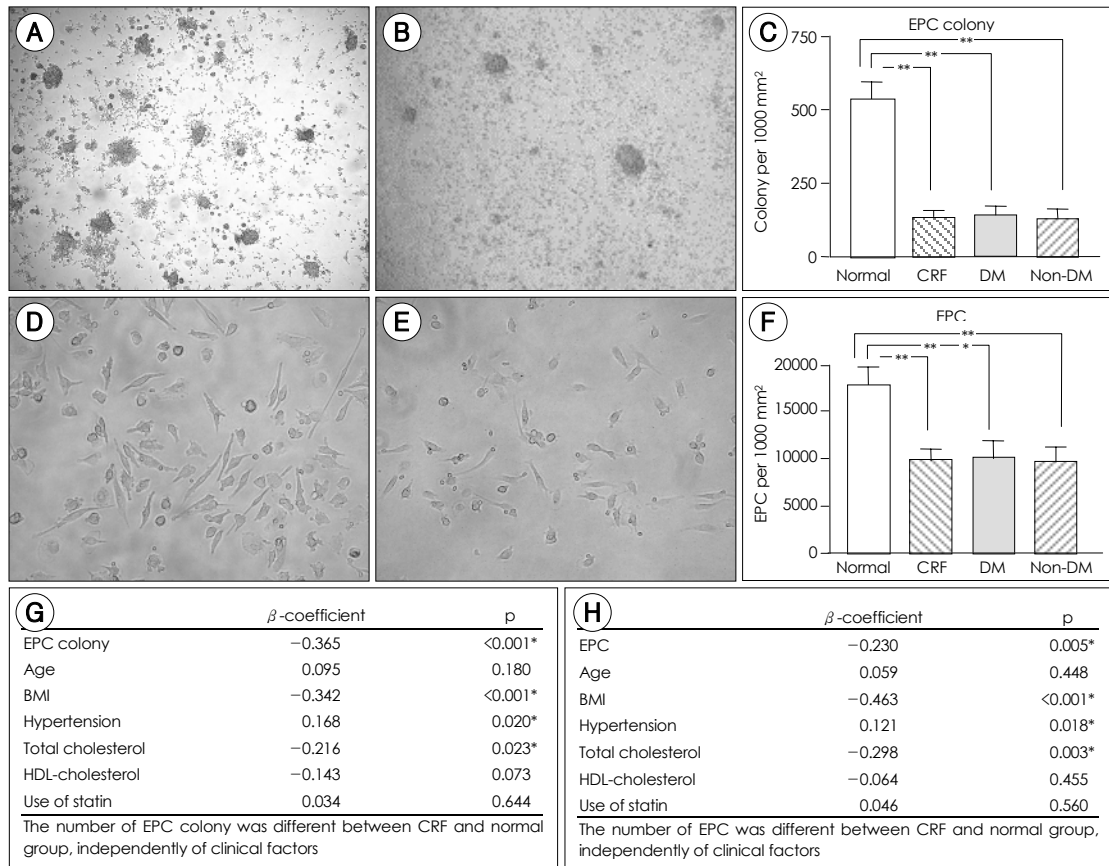 A
B
C
EPC colony
**
**
**
750
500
250
0
Colony per 1000 mm²
Normal CRF DM Non-DM
D
E
F
EPC
**
** *
**
20000
15000
10000
5000
0
EPC per 1000 mm²
Normal CRF DM Non-DM
G
β-coefficient p
EPC colony −0.365 <0.001*
Age 0.095 0.180
BMI −0.342 <0.001*
Hypertension 0.168 0.020*
Total cholesterol −0.216 0.023*
HDL-cholesterol −0.143 0.073
Use of statin 0.034 0.644
The number of EPC colony was different between CRF and normal
group, independently of clinical factors
H
β-coefficient p
EPC −0.230 0.005*
Age 0.059 0.448
BMI −0.463 <0.001*
Hypertension 0.121 0.018*
Total cholesterol −0.298 0.003*
HDL-cholesterol −0.064 0.455
Use of statin 0.046 0.560
The number of EPC was different between CRF and normal group,
independently of clinical factors